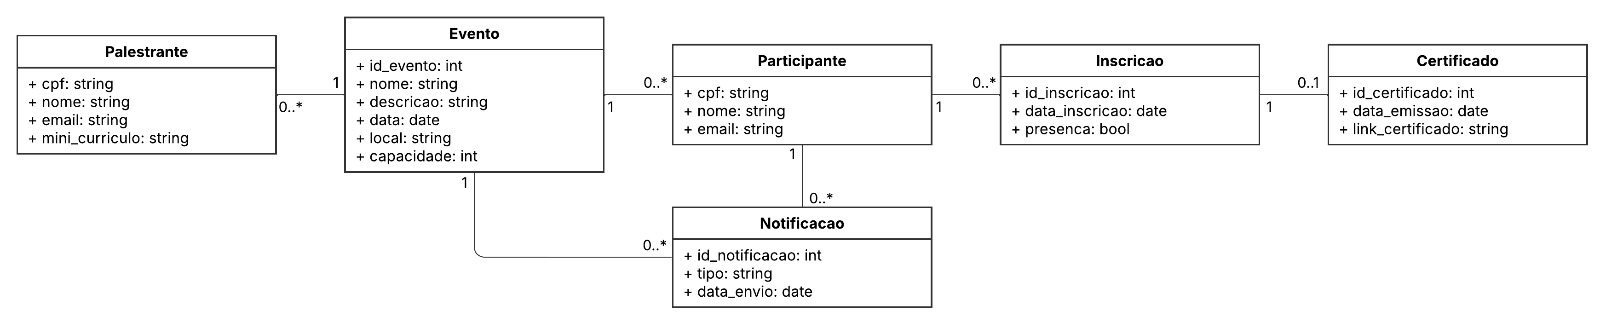 Palestrante
+ cpf: string
+ nome: string
+ email: string
+ mini_curriculo: string
1
0..*
Evento
+ id_evento: int
+ nome: string
+ descricao: string
+ data: date
+ local: string
+ capacidade: int
0..*
1
Participante
+ cpf: string
+ nome: string
+ email: string
0..*
1
Inscricao
+ id_inscricao: int
+ data_inscricao: date
+ presenca: bool
0..1
1
Certificado
+ id_certificado: int
+ data_emissao: date
+ link_certificado: string
1
0..*
1
0..*
Notificacao
+ id_notificacao: int
+ tipo: string
+ data_envio: date